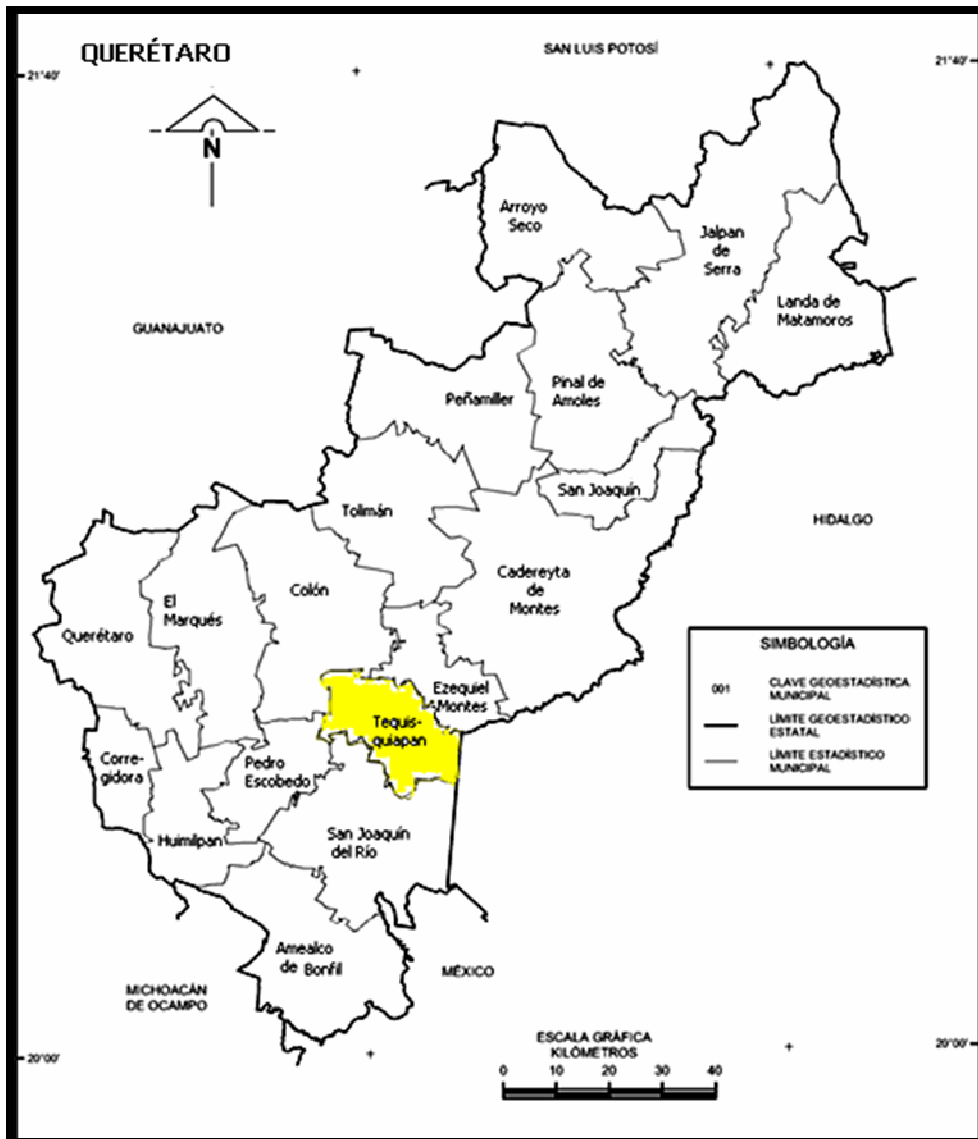 QUERÉTARO
SAN LUIS POTOSÍ
21°40'
21°40'
N
Arroyo
Seco
Jalpan
de
Serra
Landa de
Matamoros
GUANAJUATO
Peñamiller
Pinal de
Amoles
San Joaquín
Tolimán
HIDALGO
Cadereyta
de
Montes
Colón
El
Marqués
Querétaro
SIMBOLOGÍA
001
CLAVE GEOESTADÍSTICA
MUNICIPAL
LÍMITE GEOESTADÍSTICO
ESTATAL
LÍMITE ESTADÍSTICO
MUNICIPAL
Ezequiel
Montes
Tequis-
quiapan
Corre-
gidora
Pedro
Escobedo
Huimilpan
San Joaquín
del Río
Amealco
de Bonfil
MICHOACÁN
DE OCAMPO
MÉXICO
ESCALA GRÁFICA
KILÓMETROS
0 10 20 30 40
20°00'
20°00'